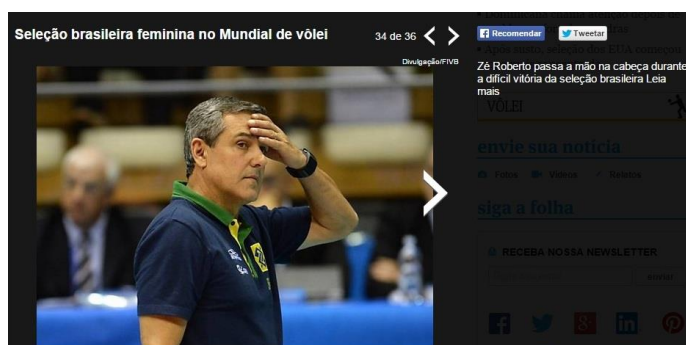 Seleção brasileira feminina no Mundial de vôlei
34 de 36
Divulgação/FIVB
Recomendar
Tweetar
Zé Roberto passa a mão na cabeça durante
a difícil vitória da seleção brasileira Leia
mais
VÔLEI
envie sua notícia
Fotos
Vídeos
Relatos
siga a folha
RECEBA NOSSA NEWSLETTER